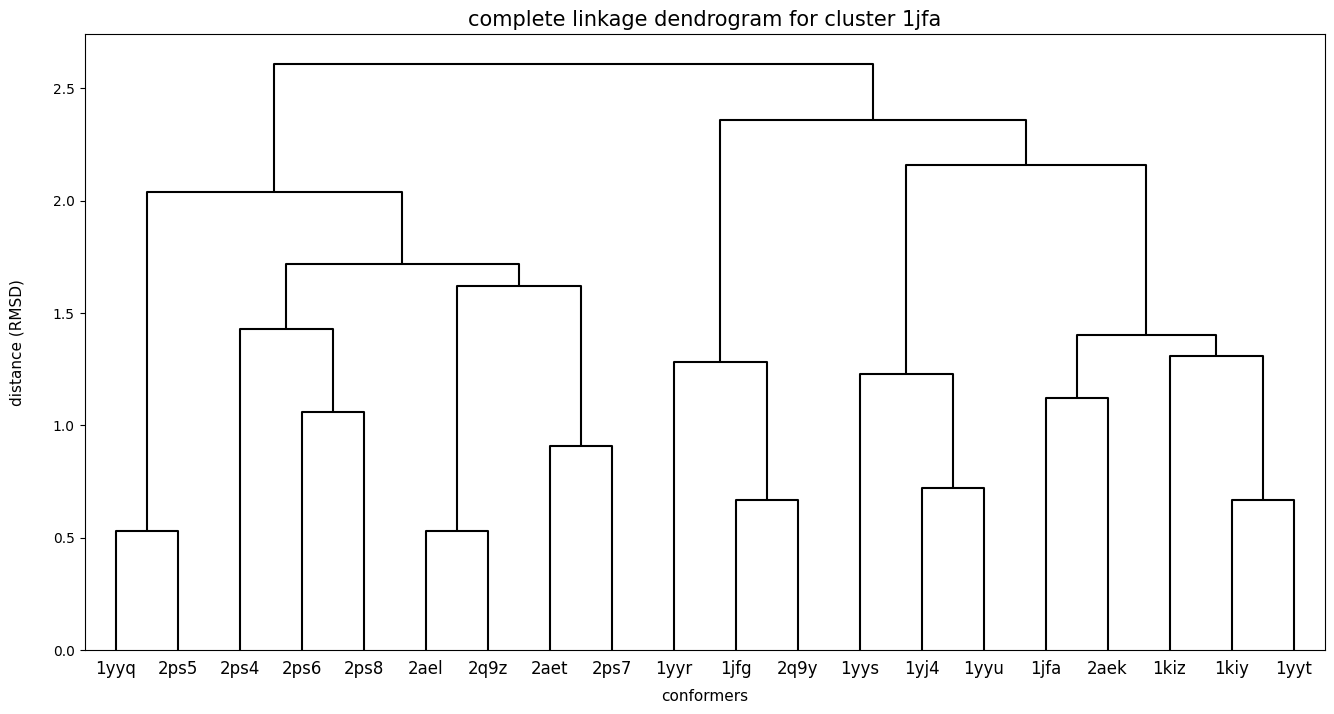 complete linkage dendrogram for cluster 1jfa
distance (RMSD)
2.5
2.0
1.5
1.0
0.5
0.0
1yyq 2ps5 2ps4 2ps6 2ps8 2ael 2q9z 2aet 2ps7 1yyr 1jfg 2q9y 1yys 1yj4 1yyu 1jfa 2aek 1kiz 1kiy 1yyt
conformers